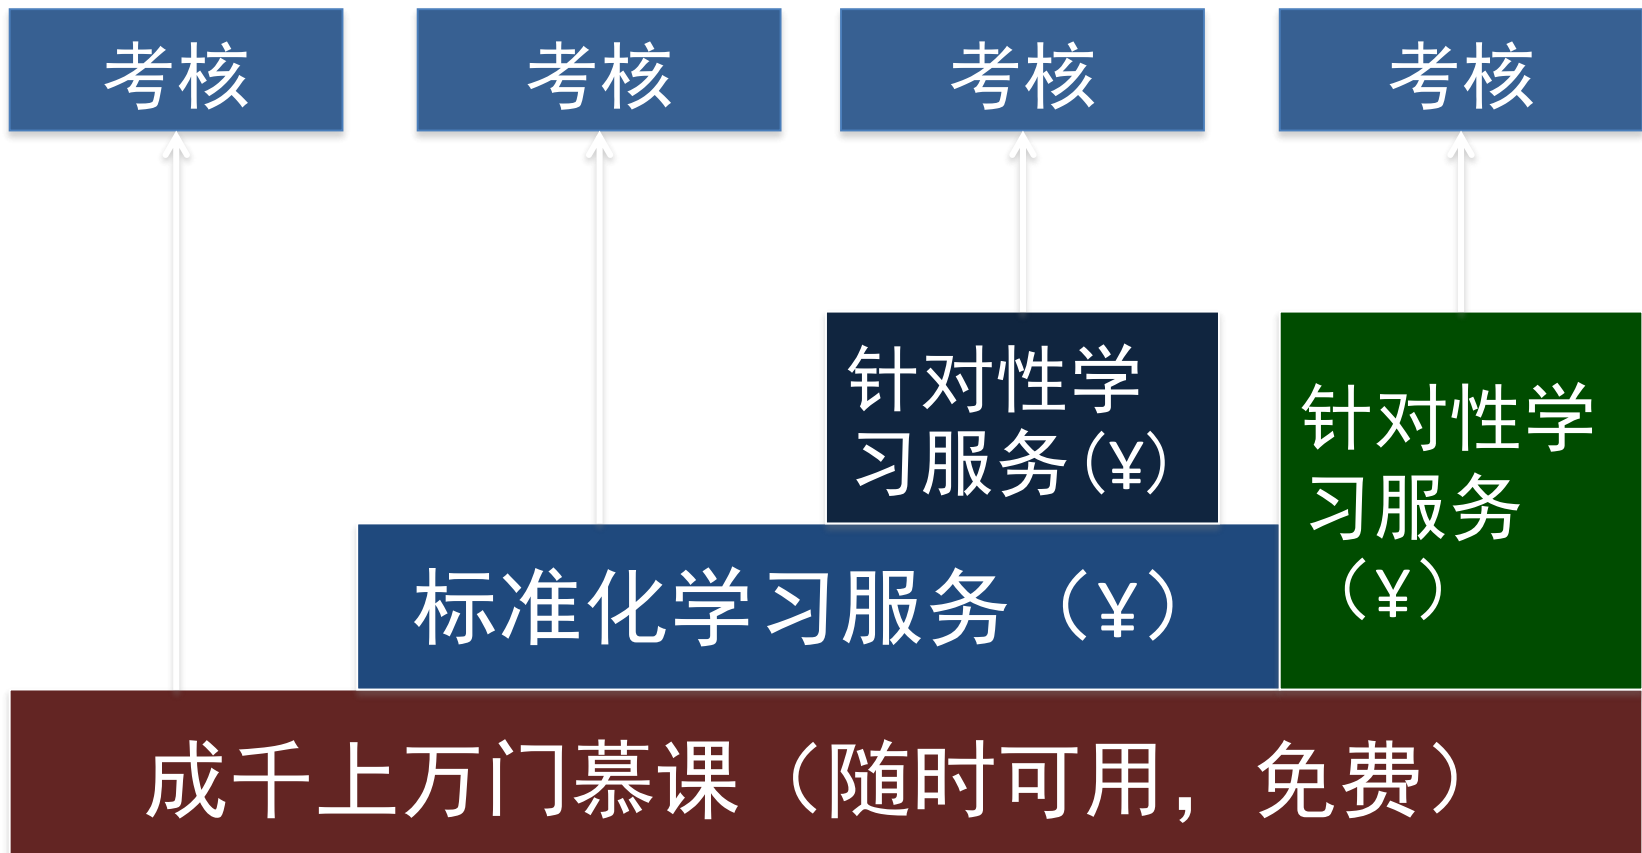 考核
考核
考核
考核
针对性学
习服务(¥)
针对性学
习服务
（¥）
标准化学习服务（¥）
成千上万门慕课（随时可用，免费）